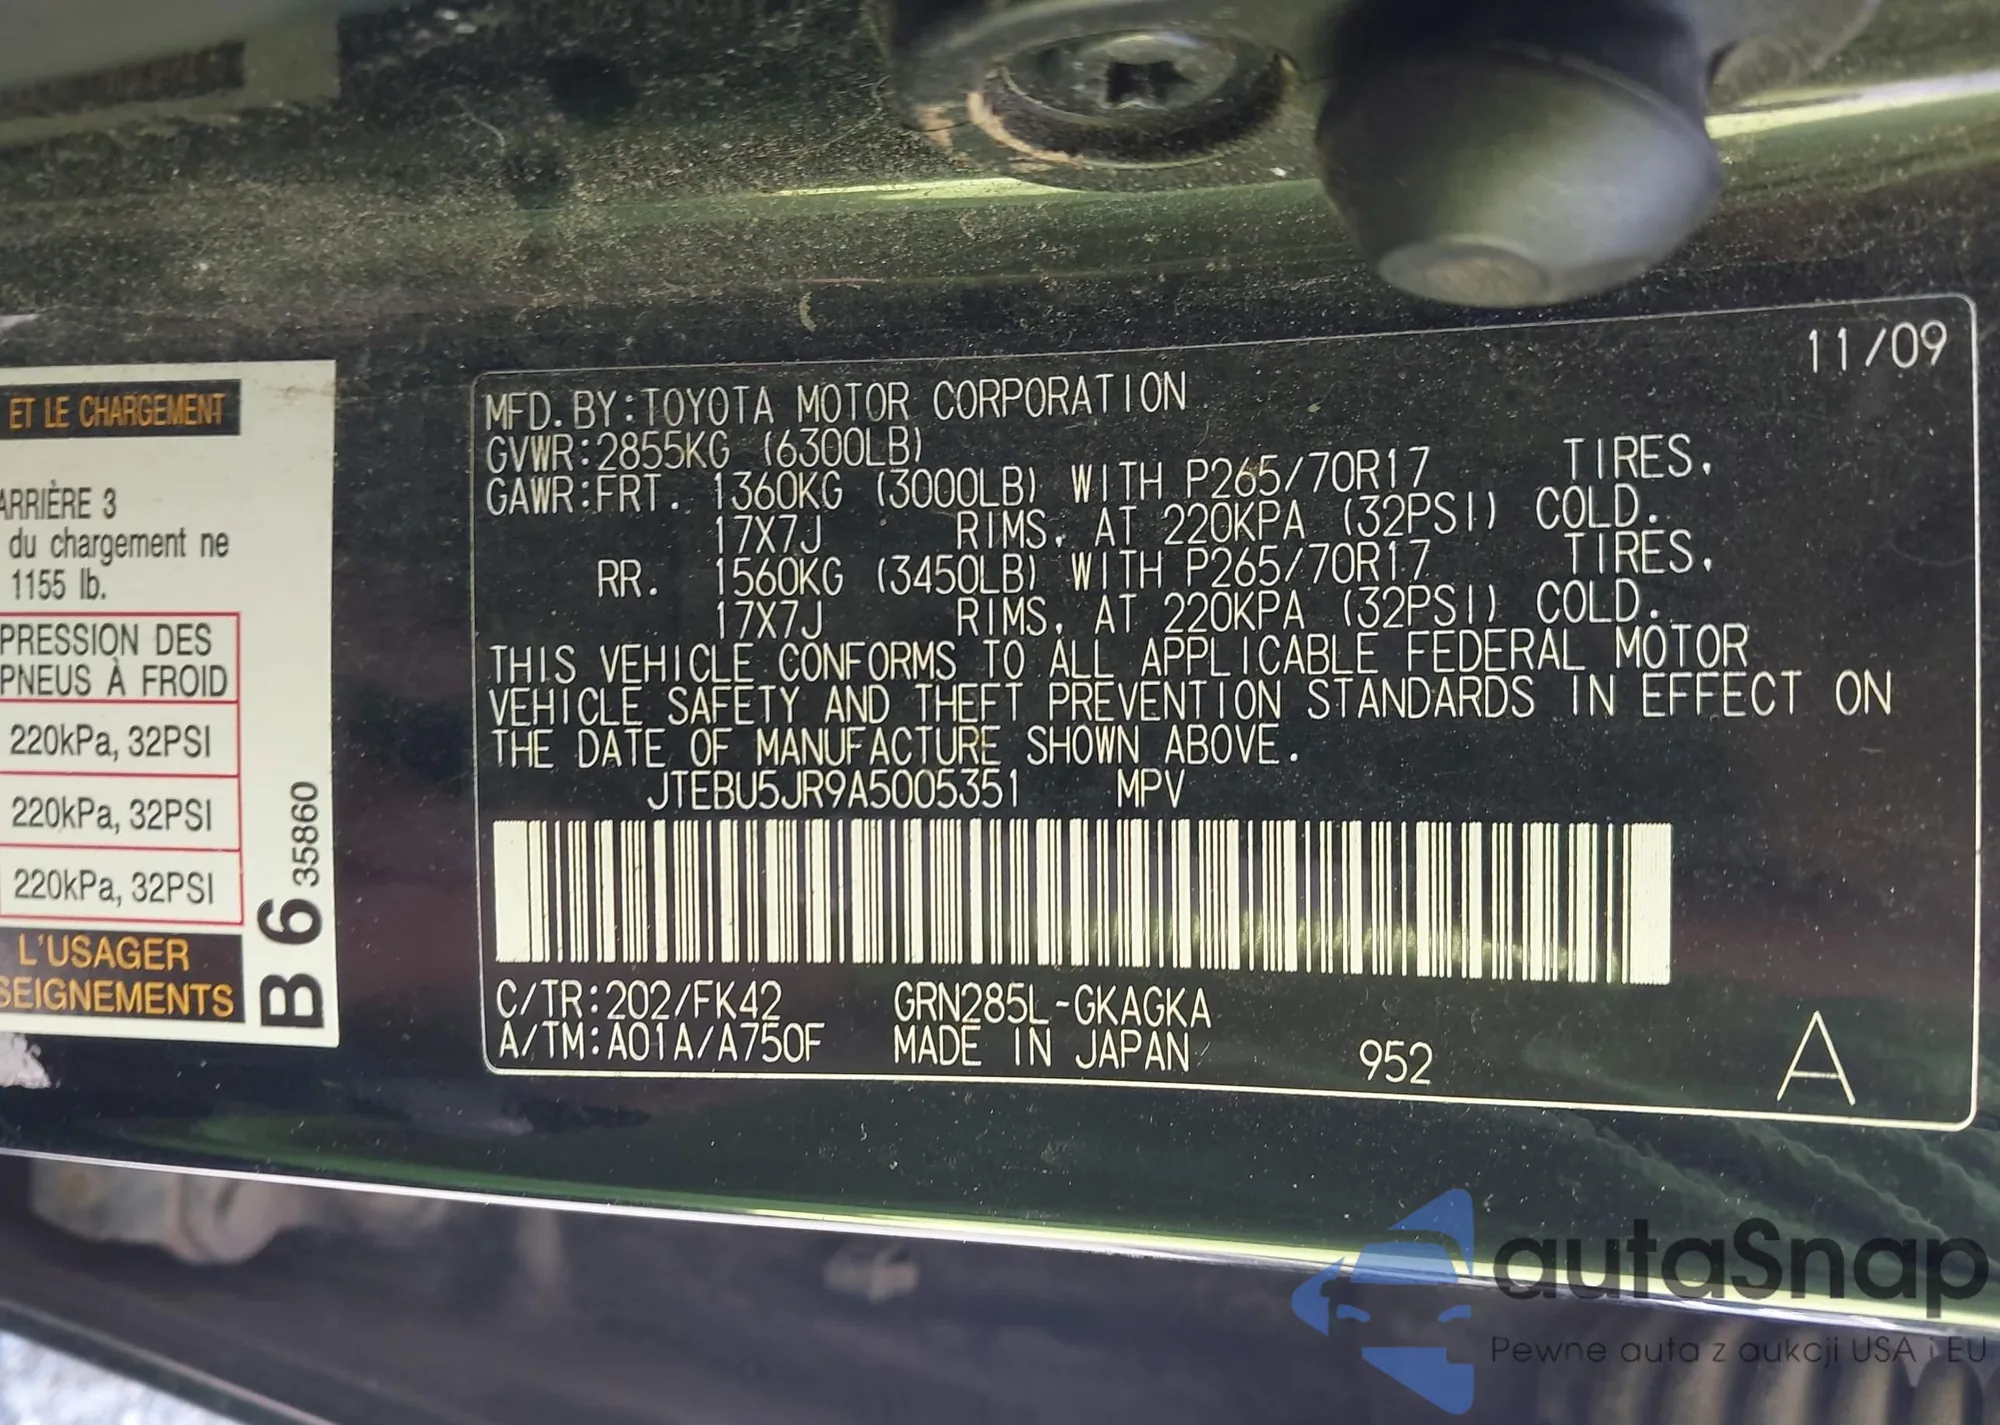 ET LE CHARGEMENT
ARRIÈRE 3
du chargement ne
1155 lb.
PRESSION DES
PNEUS À FROID
220kPa, 32PSI
220kPa, 32PSI
220kPa, 32PSI
L'USAGER
SEIGNEMENTS
B 6 35860
11/09
MFD. BY:TOYOTA MOTOR CORPORATION
GVWR:2855KG (6300LB)
GAWR:FRT. 1360KG (3000LB) WITH P265/70R17 TIRES.
17X7J RIMS. AT 220KPA (32PSI) COLD.
RR. 1560KG (3450LB) WITH P265/70R17 TIRES.
17X7J RIMS. AT 220KPA (32PSI) COLD.
THIS VEHICLE CONFORMS TO ALL APPLICABLE FEDERAL MOTOR
VEHICLE SAFETY AND THEFT PREVENTION STANDARDS IN EFFECT ON
THE DATE OF MANUFACTURE SHOWN ABOVE.
JTEBU5JR9A5005351 MPV
C/TR:202/FK42 GRN285L-GKAGKA
A/TM:A01A/A750F MADE IN JAPAN 952 A
autaSnap
Pewne auta z aukcji USA i EU